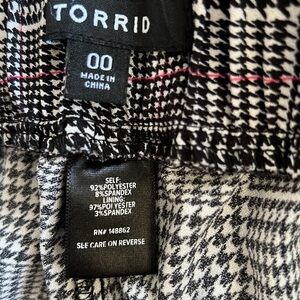 TORRID
00
MADE IN
CHINA
SELF:
92%POLYESTER
8%SPANDEX
LINING:
97%POLYESTER
3%SPANDEX
RN# 148862
SEE CARE ON REVERSE